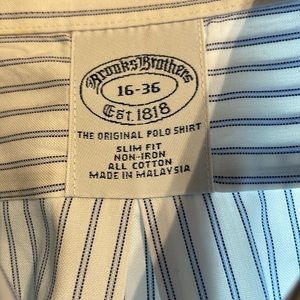 Brooks Brothers
16-36
Est. 1818
THE ORIGINAL POLO SHIRT
SLIM FIT
NON-IRON
ALL COTTON
MADE IN MALAYSIA